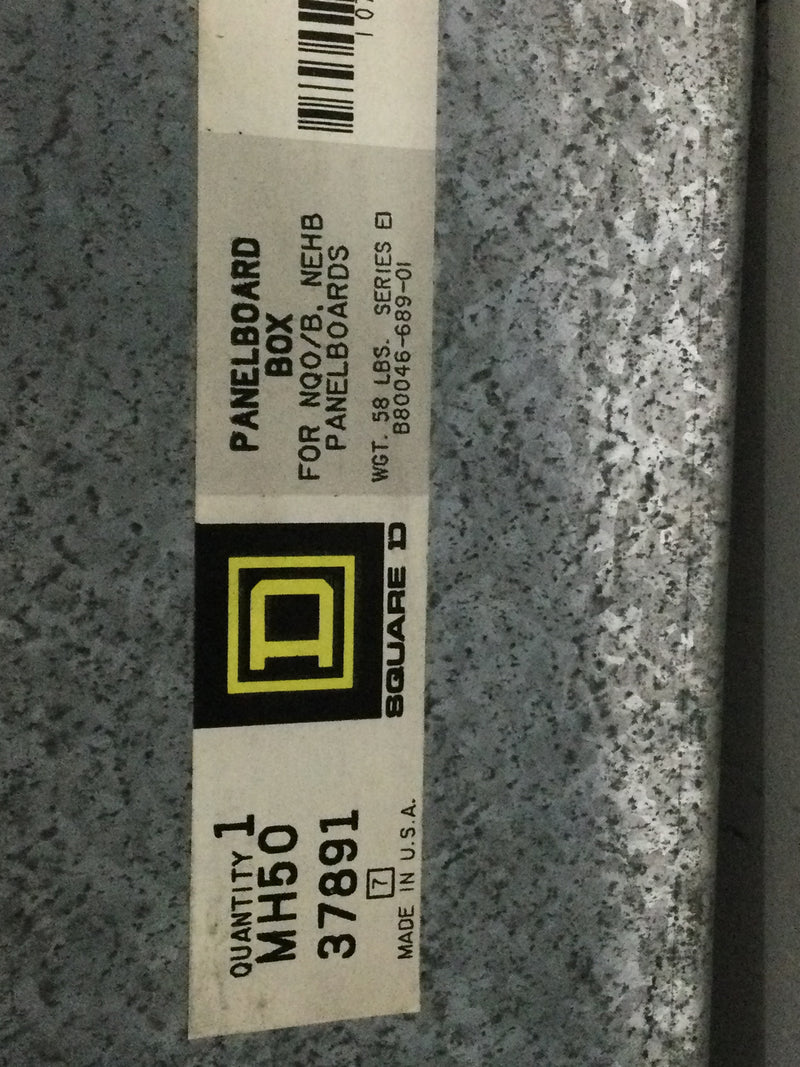 QUANTITY 1
MH50
37891
7
MADE IN U.S.A.
D
SQUARE D
PANELBOARD
BOX
FOR NQO/B, NEHB
PANELBOARDS
WGT. 58 LBS. SERIES E1
B80046-689-01